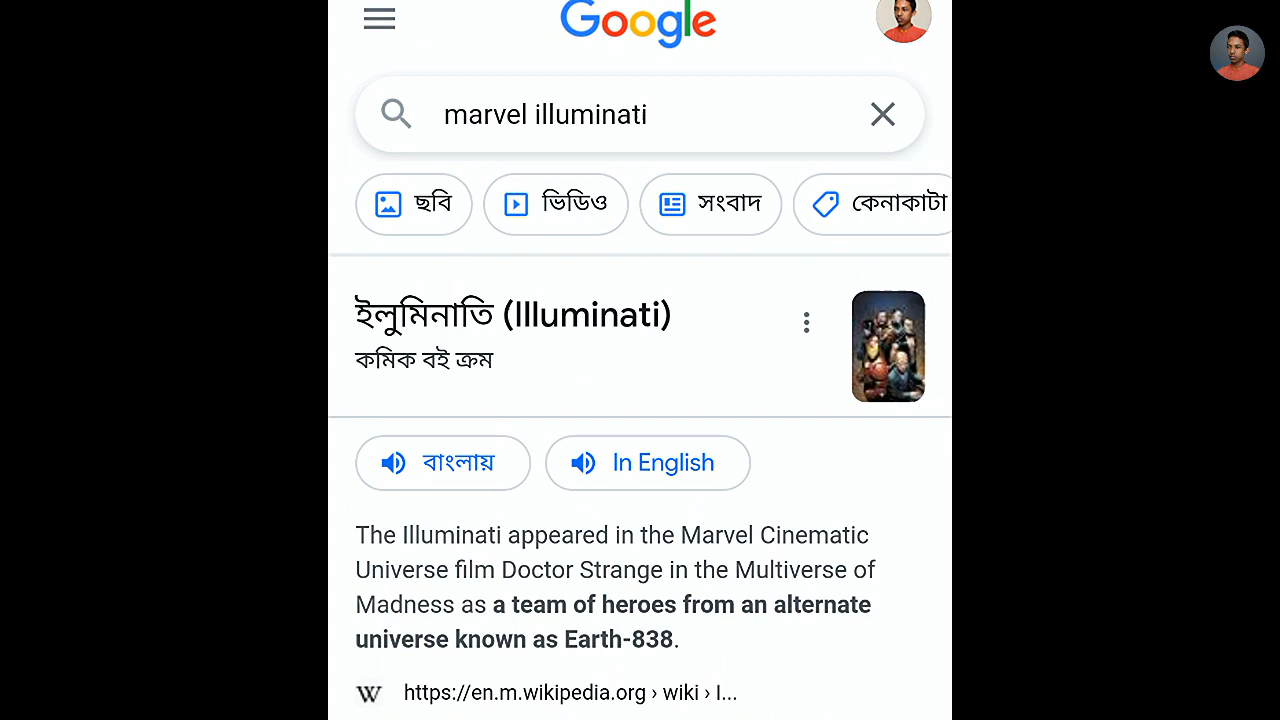 Google
marvel illuminati
ছবি ভিডিও সংবাদ কেনাকাটা
ইলুমিনাতি (Illuminati)
কমিক বই ক্রম
বাংলায় In English
The Illuminati appeared in the Marvel Cinematic
Universe film Doctor Strange in the Multiverse of
Madness as a team of heroes from an alternate
universe known as Earth-838.
W https://en.m.wikipedia.org › wiki › I...